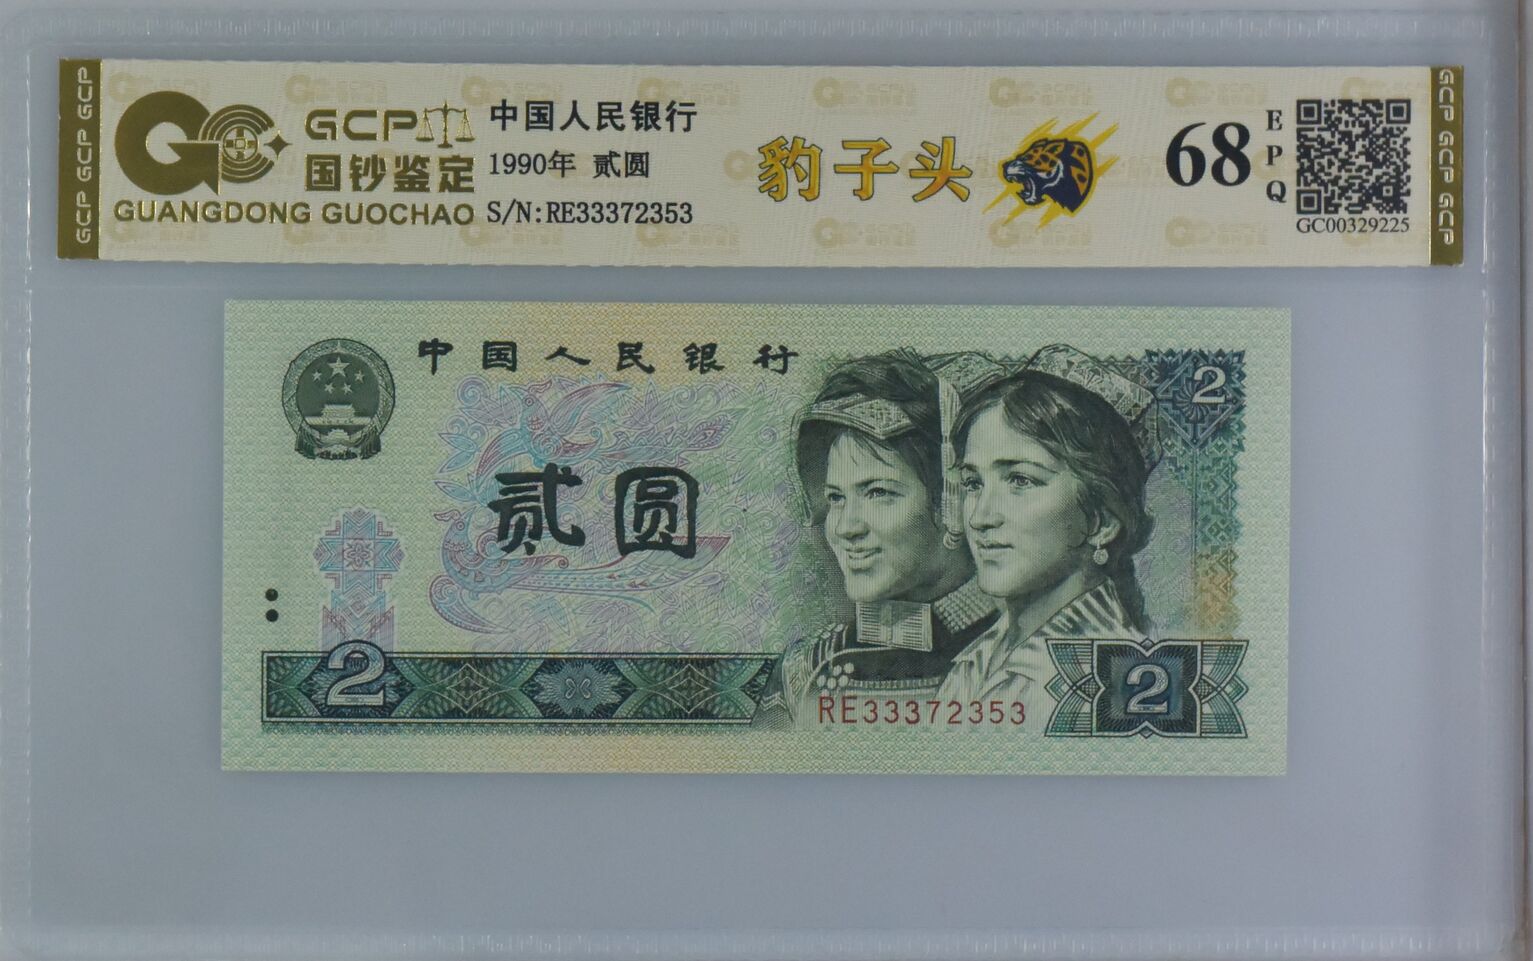 GCP GCP GCP
GCP
国钞鉴定
GUANGDONG GUOCHAO
中国人民银行
1990年 贰圆
S/N:RE33372353
豹子头
68
EPQ
GC00329225
GCP GCP GCP
中国人民银行
2
贰圆
2
RE33372353
2